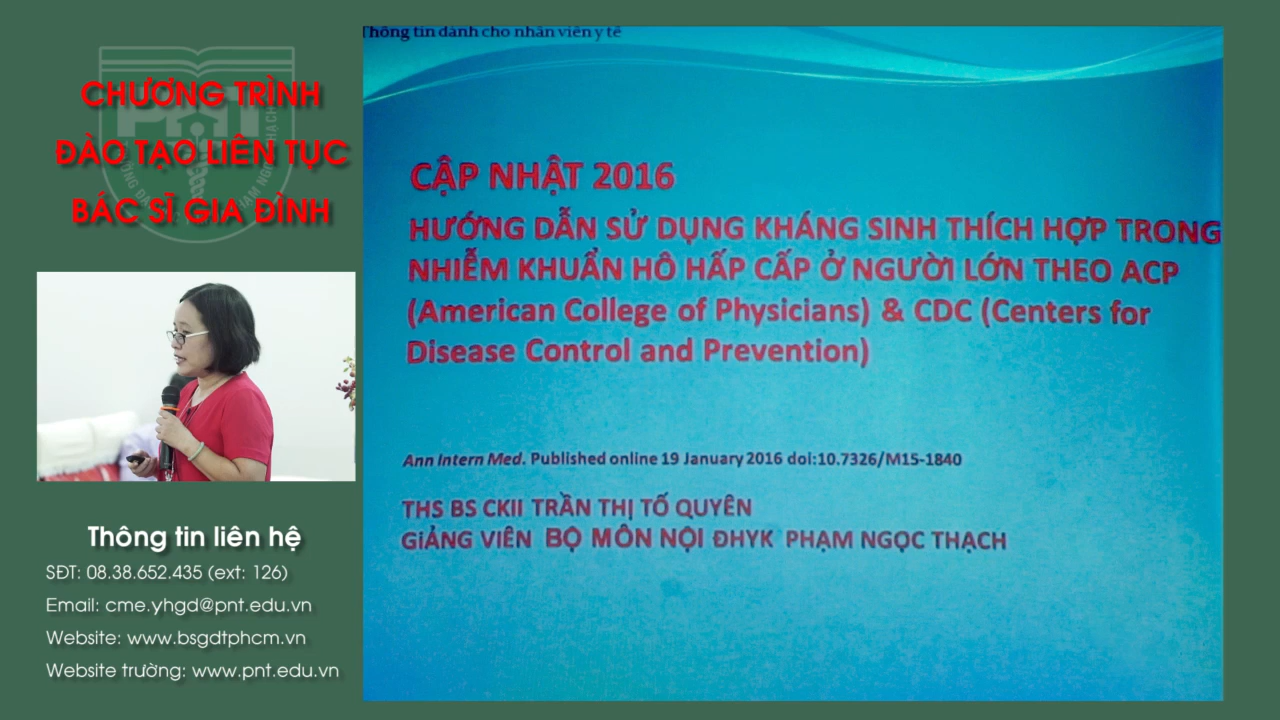 CHƯƠNG TRÌNH
ĐÀO TẠO LIÊN TỤC
BÁC SĨ GIA ĐÌNH
PNT
Thông tin liên hệ
SĐT: 08.38.652.435 (ext: 126)
Email: cme.yhgd@pnt.edu.vn
Website: www.bsgdtphcm.vn
Website trường: www.pnt.edu.vn
Thông tin dành cho nhân viên y tế
CẬP NHẬT 2016
HƯỚNG DẪN SỬ DỤNG KHÁNG SINH THÍCH HỢP TRONG
NHIỄM KHUẨN HÔ HẤP CẤP Ở NGƯỜI LỚN THEO ACP
(American College of Physicians) & CDC (Centers for
Disease Control and Prevention)
Ann Intern Med. Published online 19 January 2016 doi:10.7326/M15-1840
THS BS CKII TRẦN THỊ TỐ QUYÊN
GIẢNG VIÊN BỘ MÔN NỘI ĐHYK PHẠM NGỌC THẠCH